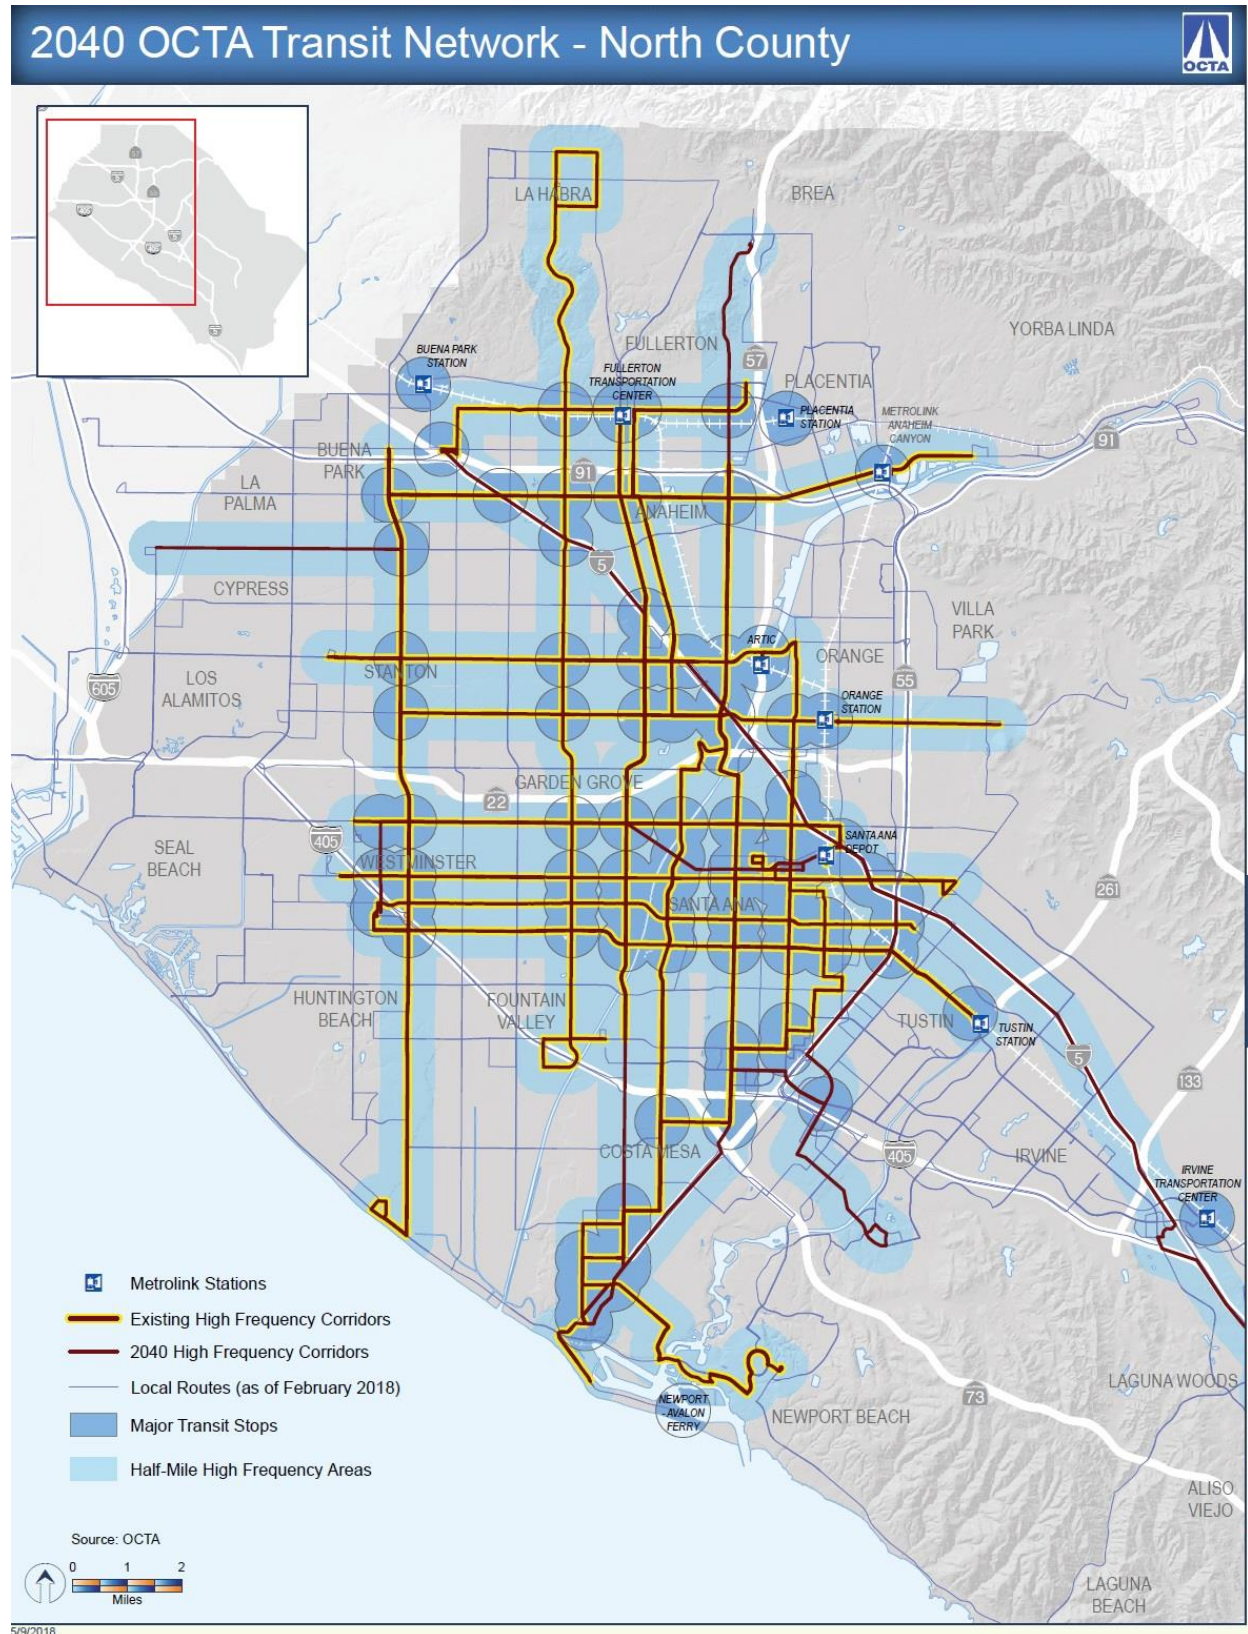 2040 OCTA Transit Network - North County
OCTA
LA HABRA
BREA
YORBA LINDA
BUENA PARK
STATION
FULLERTON
57
FULLERTON
TRANSPORTATION
CENTER
PLACENTIA
PLACENTIA
STATION
METROLINK
ANAHEIM
CANYON
91
BUENA
PARK
91
LA
PALMA
ANAHEIM
5
CYPRESS
VILLA
PARK
ARTIC
ORANGE
STANTON
605
LOS
ALAMITOS
55
ORANGE
STATION
GARDEN GROVE
22
405
SANTA ANA
DEPOT
SEAL
BEACH
WESTMINSTER
261
SANTA ANA
HUNTINGTON
BEACH
FOUNTAIN
VALLEY
TUSTIN
TUSTIN
STATION
5
133
COSTA MESA
405
IRVINE
IRVINE
TRANSPORTATION
CENTER
Metrolink Stations
Existing High Frequency Corridors
2040 High Frequency Corridors
Local Routes (as of February 2018)
Major Transit Stops
Half-Mile High Frequency Areas
NEWPORT
- AVALON
FERRY
NEWPORT BEACH
73
LAGUNA WOODS
ALISO
VIEJO
LAGUNA
BEACH
Source: OCTA
0 1 2
Miles
5/9/2018